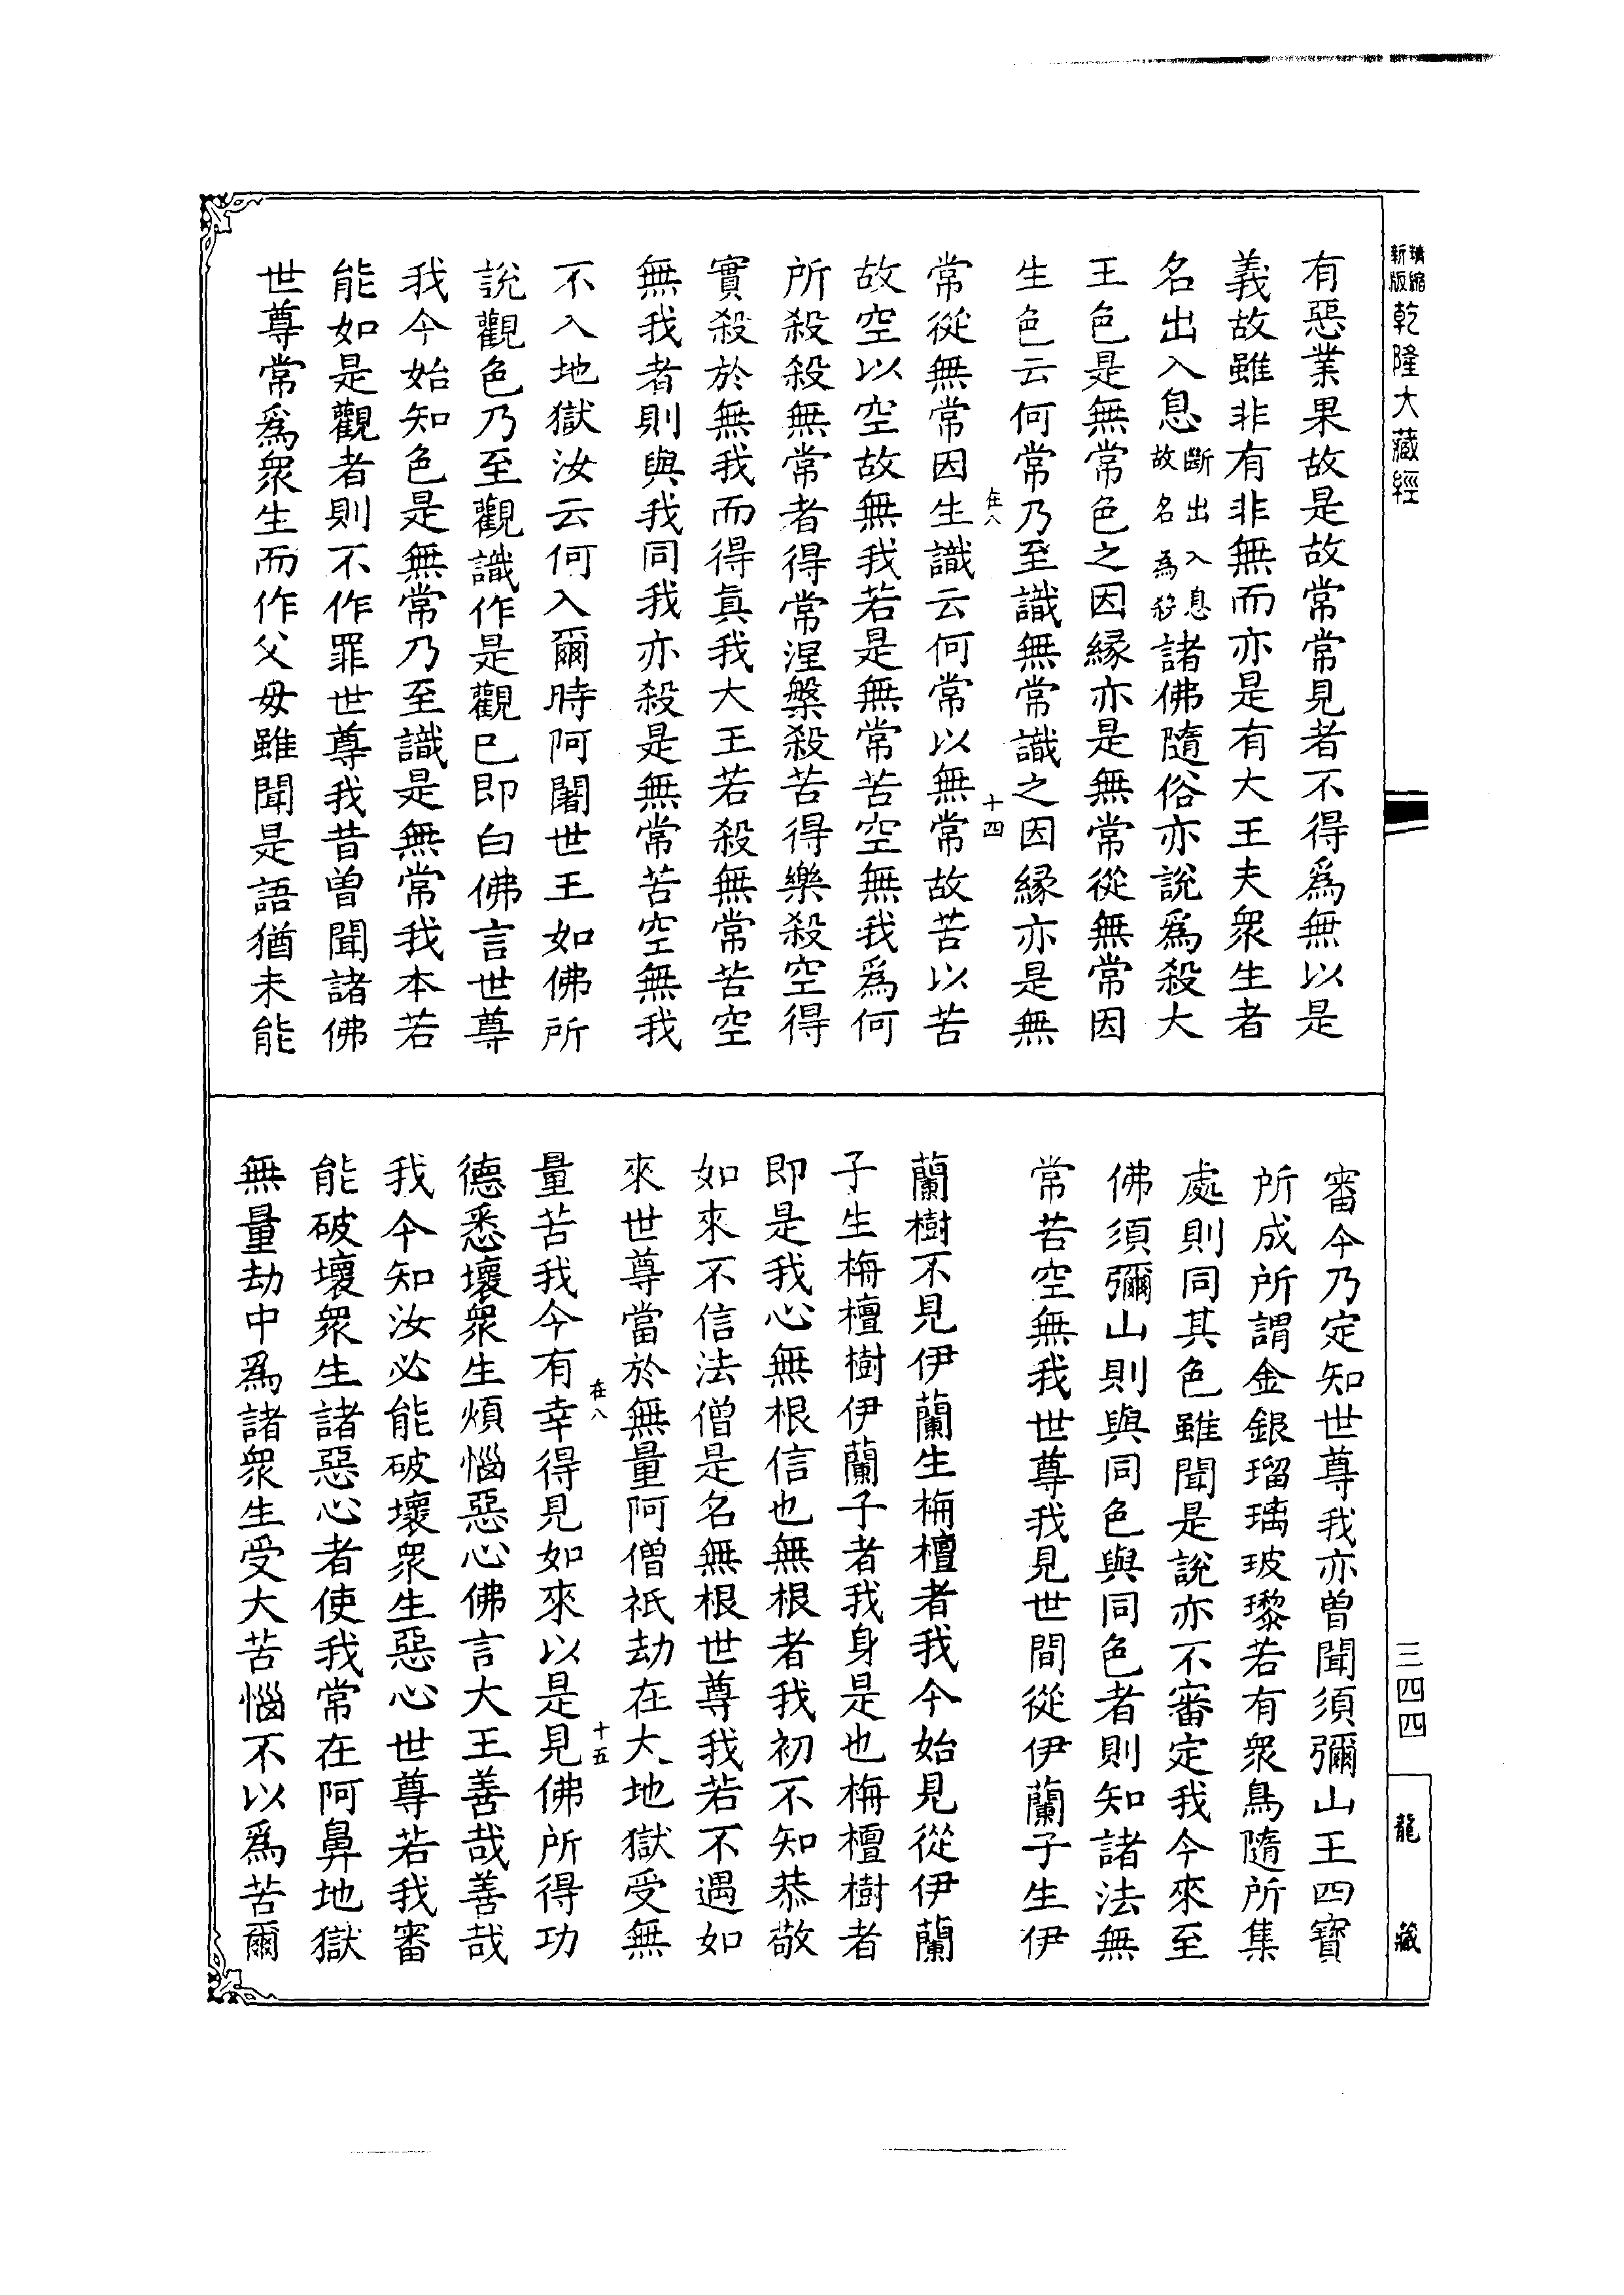 精縮新版乾隆大藏經
有惡業果故是故常常見者不得爲無以是
義故雖非有非無而亦是有大王夫衆生者
名出入息斷出入息故名為殺諸佛隨俗亦說爲殺大
王色是無常色之因緣亦是無常從無常因
生色云何常乃至識無常識之因緣亦是無
在八
十四
常從無常因生識云何常以無常故苦以苦
故空以空故無我若是無常苦空無我爲何
所殺殺無常者得常涅槃殺苦得樂殺空得
實殺於無我而得真我大王若殺無常苦空
無我者則與我同我亦殺是無常苦空無我
不入地獄汝云何入爾時阿闍世王如佛所
說觀色乃至觀識作是觀已即白佛言世尊
我今始知色是無常乃至識是無常我本若
能如是觀者則不作罪世尊我昔曾聞諸佛
世尊常爲衆生而作父母雖聞是語猶未能
審今乃定知世尊我亦曾聞須彌山王四寶
所成所謂金銀瑠璃玻瓈若有衆鳥隨所集
處則同其色雖聞是說亦不審定我今來至
佛須彌山則與同色與同色者則知諸法無
常苦空無我世尊我見世間從伊蘭子生伊
蘭樹不見伊蘭生栴檀者我今始見從伊蘭
子生栴檀樹伊蘭子者我身是也栴檀樹者
即是我心無根信也無根者我初不知恭敬
如來不信法僧是名無根世尊我若不遇如
來世尊當於無量阿僧祇劫在大地獄受無
在八
十五
量苦我今有幸得見如來以是見佛所得功
德悉壞衆生煩惱惡心佛言大王善哉善哉
我今知汝必能破壞衆生惡心世尊若我審
能破壞衆生諸惡心者使我常在阿鼻地獄
無量劫中爲諸衆生受大苦惱不以爲苦爾
三四四
龍藏